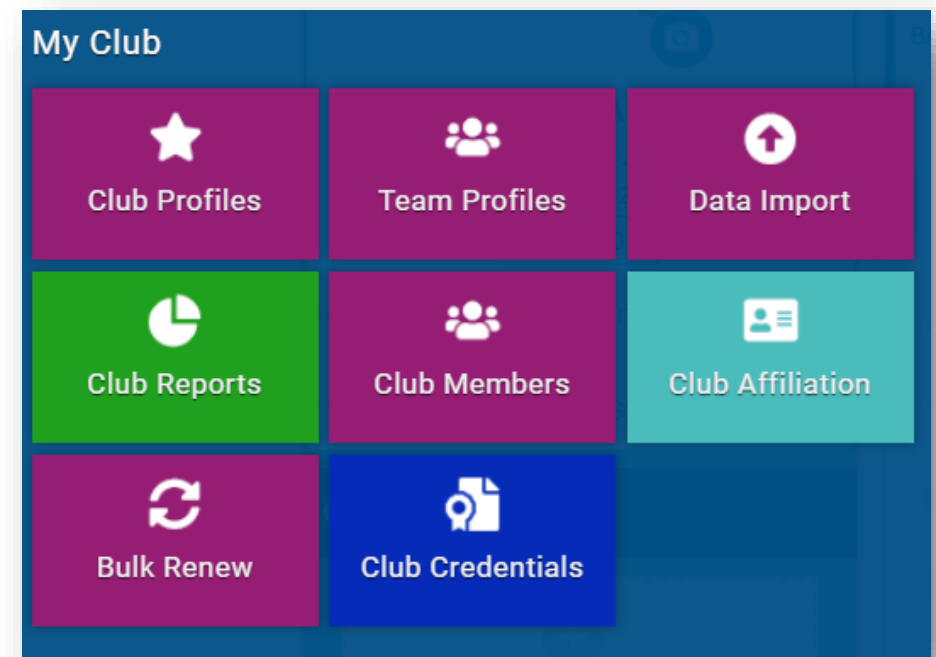 My Club
Club Profiles
Team Profiles
Data Import
Club Reports
Club Members
Club Affiliation
Bulk Renew
Club Credentials